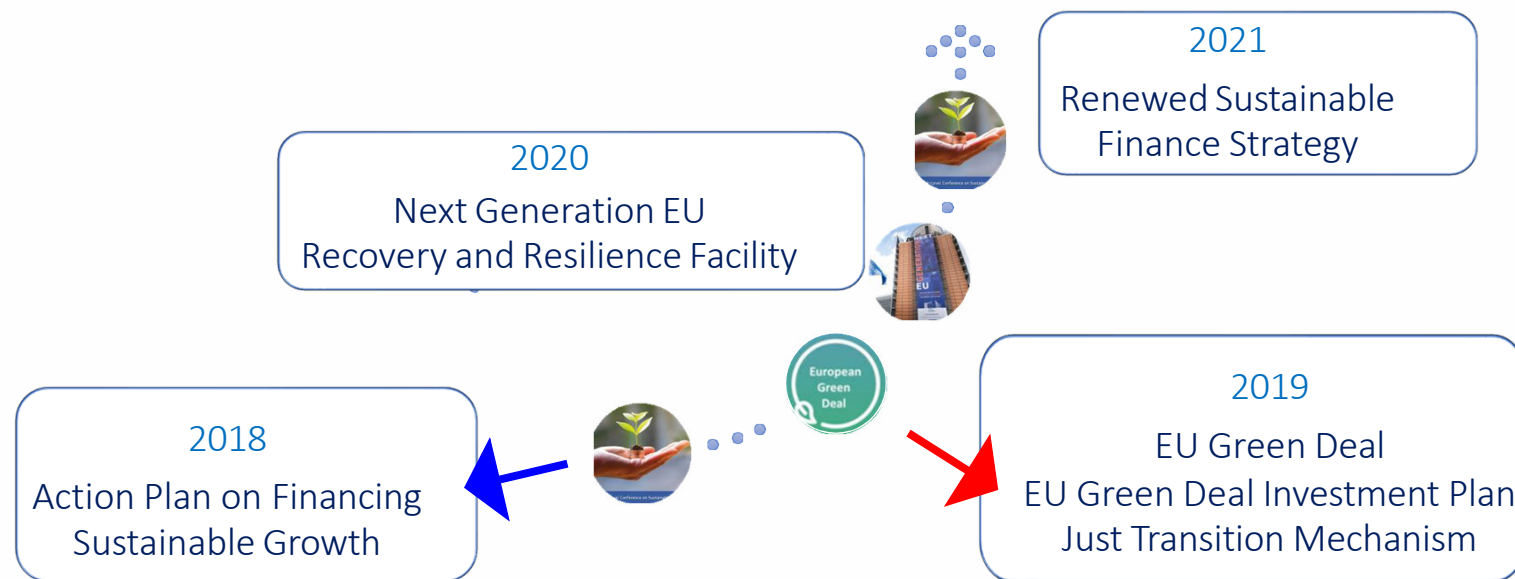 2021
Renewed Sustainable
Finance Strategy
2020
Next Generation EU
Recovery and Resilience Facility
EU
European
Green
Deal
2019
EU Green Deal
EU Green Deal Investment Plan
Just Transition Mechanism
2018
Action Plan on Financing
Sustainable Growth